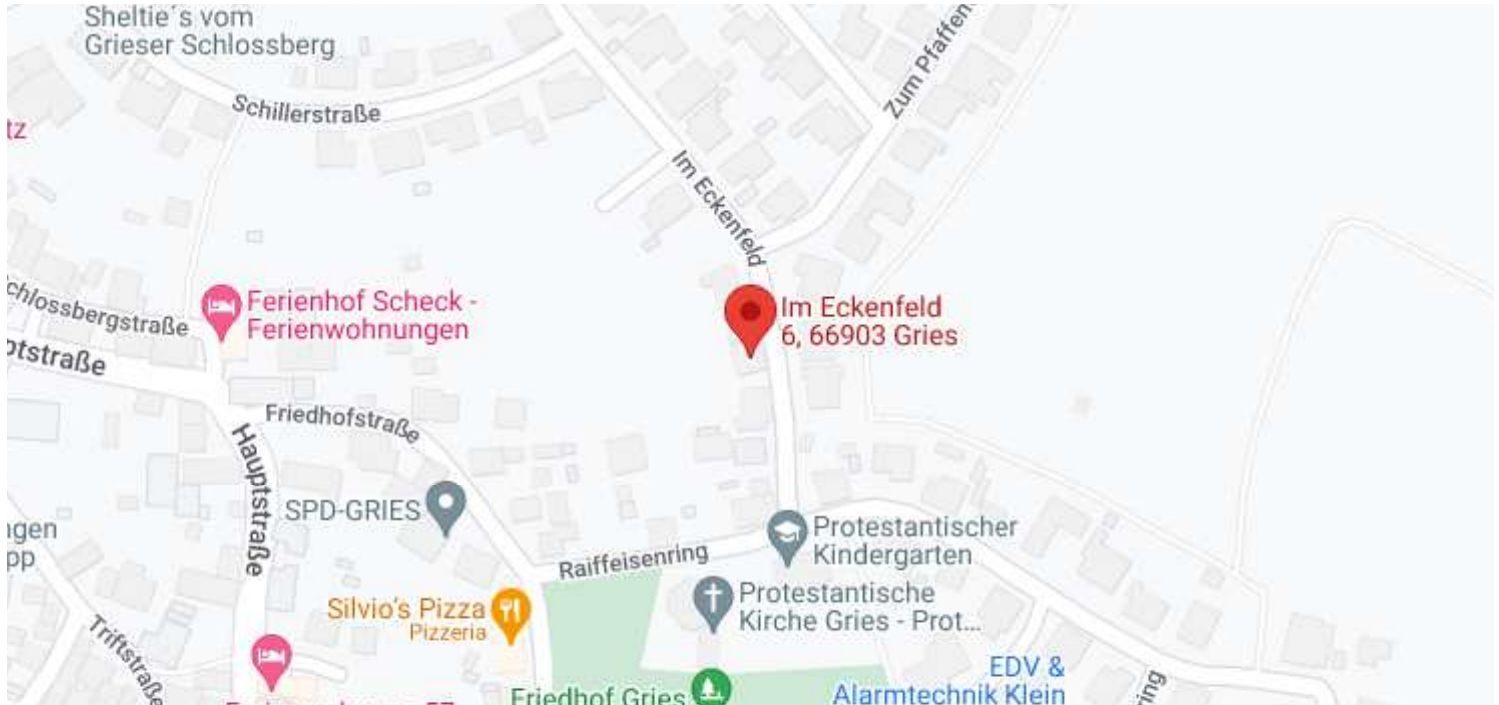 Sheltie´s vom
Grieser Schlossberg
Schillerstraße
Zum Pfaffen
tz
Im Eckenfeld
Ferienhof Scheck -
Ferienwohnungen
Im Eckenfeld
6, 66903 Gries
chlossbergstraße
ptstraße
Friedhofstraße
Hauptstraße
SPD-GRIES
Protestantischer
Kindergarten
ngen
pp
Raiffeisenring
Silvio's Pizza
Pizzeria
Protestantische
Kirche Gries - Prot...
Triftstraße
EDV &
Alarmtechnik Klein
Friedhof Gries
ring